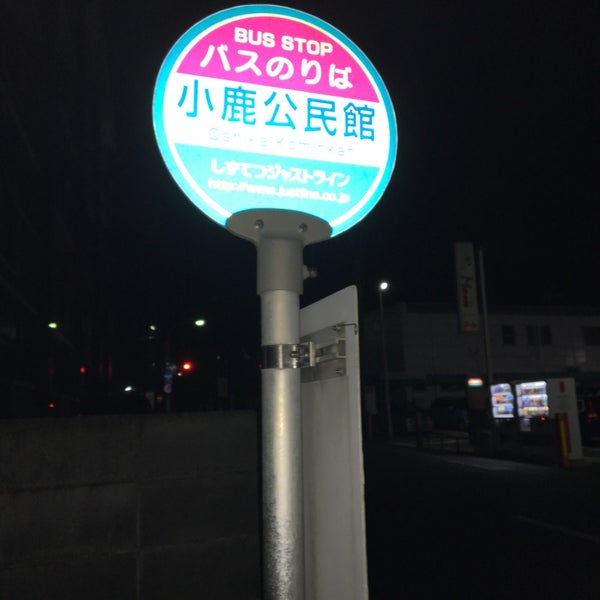 BUS STOP
バスのりば
小鹿公民館
しずてつジャストライン
http://www.justline.co.jp